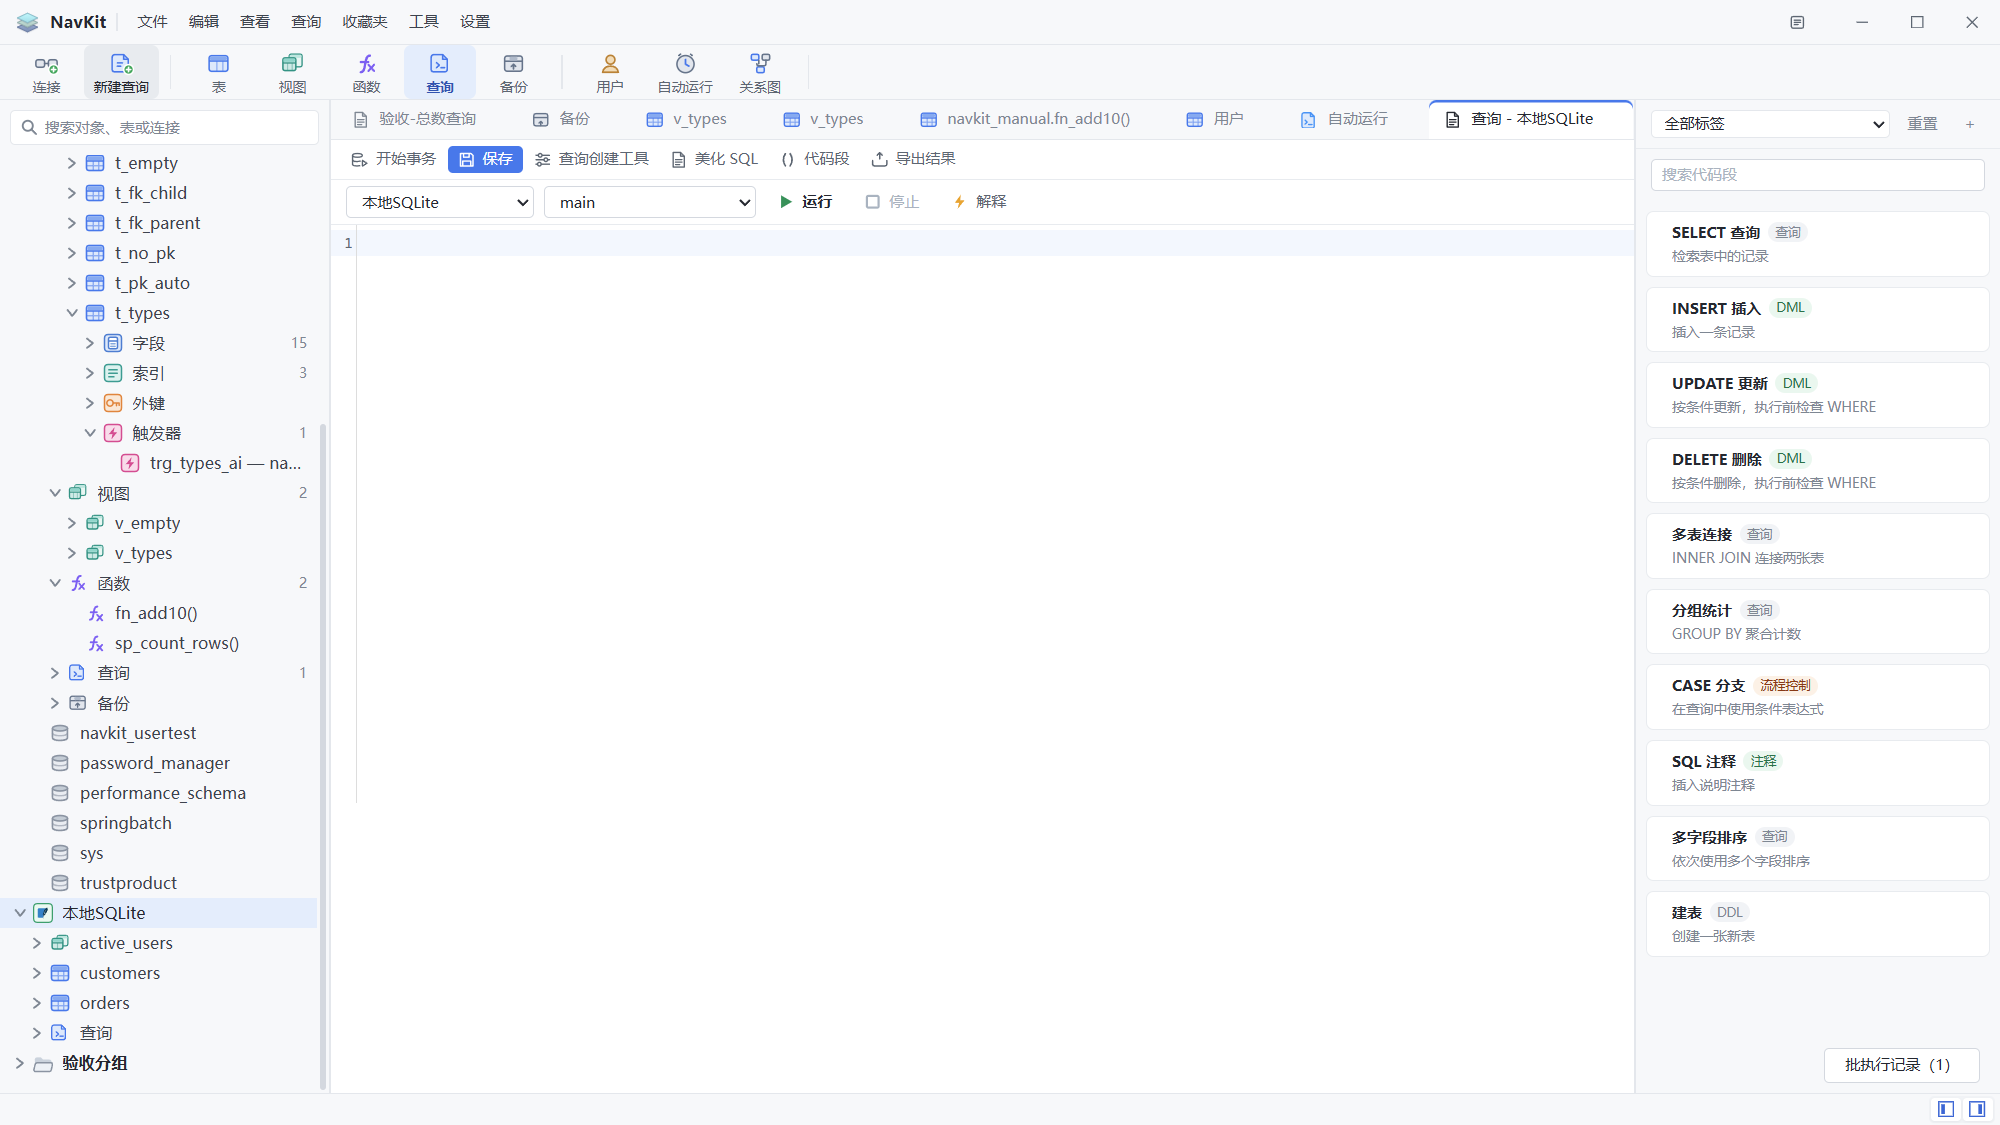 NavKit 文件 编辑 查看 查询 收藏夹 工具 设置
连接 新建查询 表 视图 函数 查询 备份 用户 自动运行 关系图
搜索对象、表或连接
t_empty
t_fk_child
t_fk_parent
t_no_pk
t_pk_auto
t_types
字段 15
索引 3
外键
触发器 1
trg_types_ai — na...
视图 2
v_empty
v_types
函数 2
fn_add10()
sp_count_rows()
查询 1
备份
navkit_usertest
password_manager
performance_schema
springbatch
sys
trustproduct
本地SQLite
active_users
customers
orders
查询
验收分组
验收-总数查询 备份 v_types v_types navkit_manual.fn_add10() 用户 自动运行 查询 - 本地SQLite
开始事务 保存 查询创建工具 美化 SQL 代码段 导出结果
本地SQLite main 运行 停止 解释
1
全部标签 重置 +
搜索代码段
SELECT 查询 查询
检索表中的记录
INSERT 插入 DML
插入一条记录
UPDATE 更新 DML
按条件更新，执行前检查 WHERE
DELETE 删除 DML
按条件删除，执行前检查 WHERE
多表连接 查询
INNER JOIN 连接两张表
分组统计 查询
GROUP BY 聚合计数
CASE 分支 流程控制
在查询中使用条件表达式
SQL 注释 注释
插入说明注释
多字段排序 查询
依次使用多个字段排序
建表 DDL
创建一张新表
批执行记录（1）